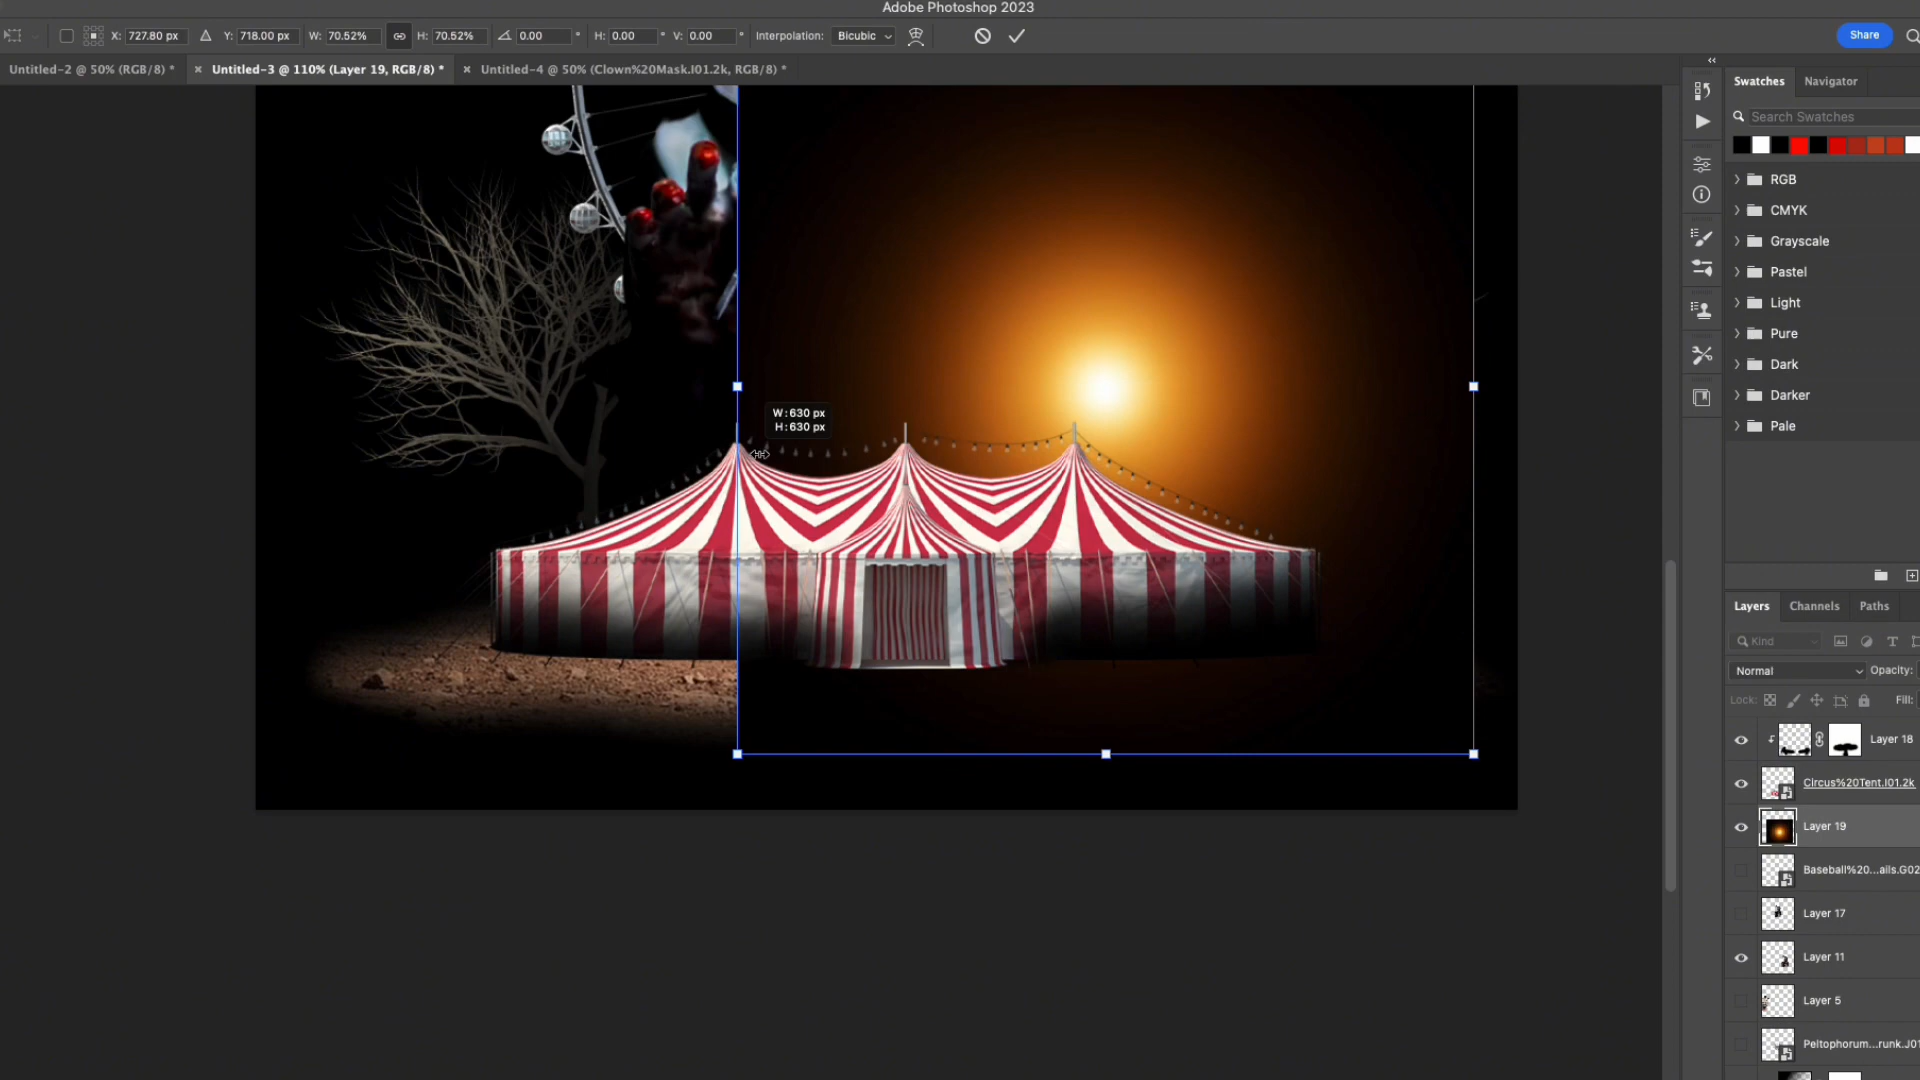 Adobe Photoshop 2023
X: 727.80 px Y: 718.00 px W: 70.52% H: 70.52% 0.00 ° H: 0.00 ° V: 0.00 ° Interpolation: Bicubic
Share
Untitled-2 @ 50% (RGB/8) * × Untitled-3 @ 110% (Layer 19, RGB/8) * × Untitled-4 @ 50% (Clown%20Mask.I01.2k, RGB/8) *
Swatches Navigator
Search Swatches
RGB
CMYK
Grayscale
Pastel
Light
Pure
Dark
Darker
Pale
W: 630 px
H: 630 px
Layers Channels Paths
Kind
Normal Opacity:
Lock: Fill:
Layer 18
Circus%20Tent.I01.2k
Layer 19
Baseball%20...ails.G02
Layer 17
Layer 11
Layer 5
Peltophorum...runk.J01